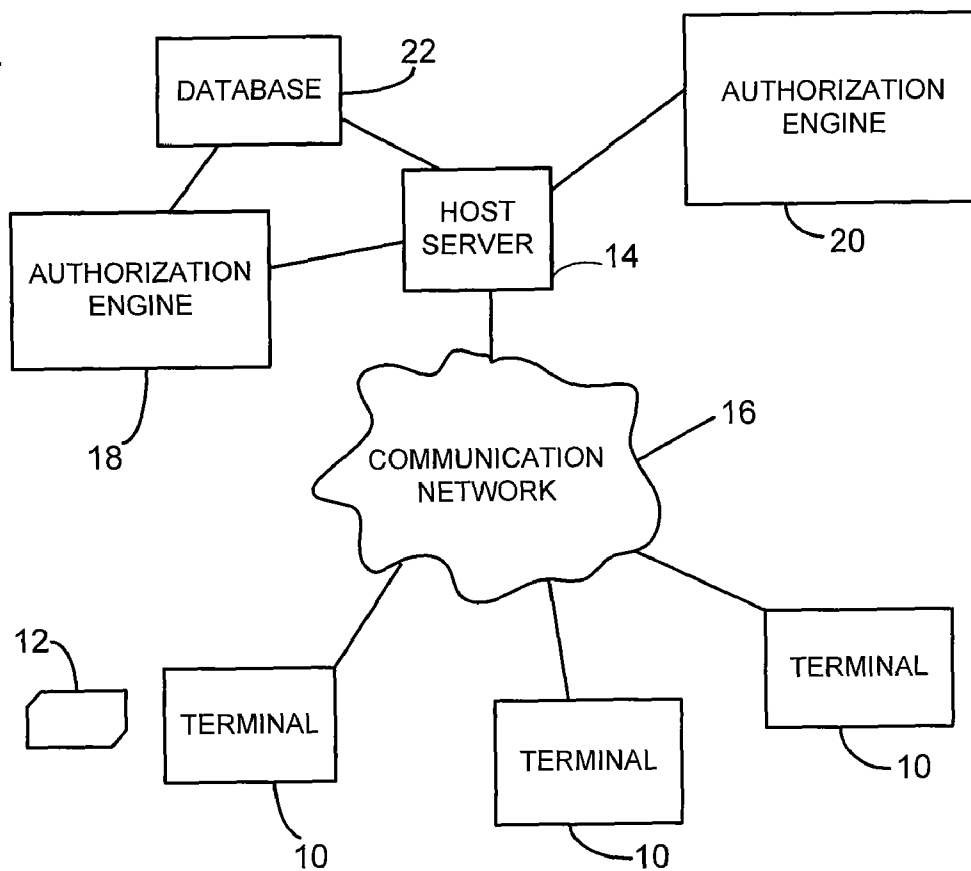 DATABASE
22
AUTHORIZATION
ENGINE
20
HOST
SERVER
14
AUTHORIZATION
ENGINE
18
16
COMMUNICATION
NETWORK
12
TERMINAL
10
TERMINAL
10
TERMINAL
10